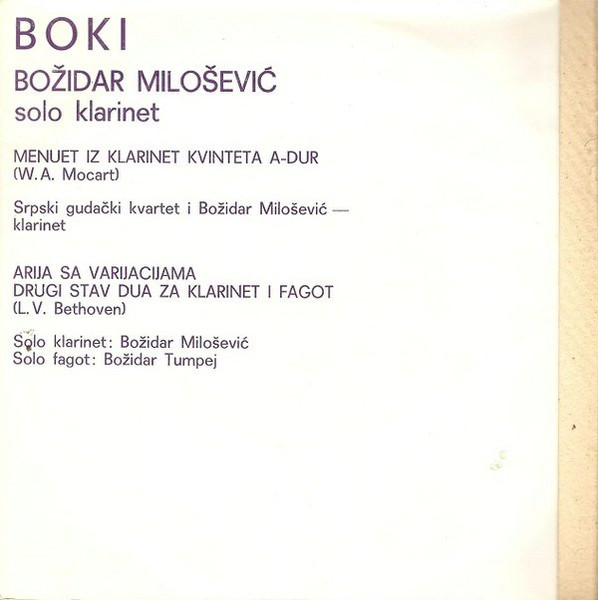 BOKI
BOŽIDAR MILOŠEVIĆ
solo klarinet
MENUET IZ KLARINET KVINTETA A-DUR
(W. A. Mocart)
Srpski gudački kvartet i Božidar Milošević —
klarinet
ARIJA SA VARIJACIJAMA
DRUGI STAV DUA ZA KLARINET I FAGOT
(L. V. Bethoven)
Solo klarinet: Božidar Milošević
Solo fagot: Božidar Tumpej